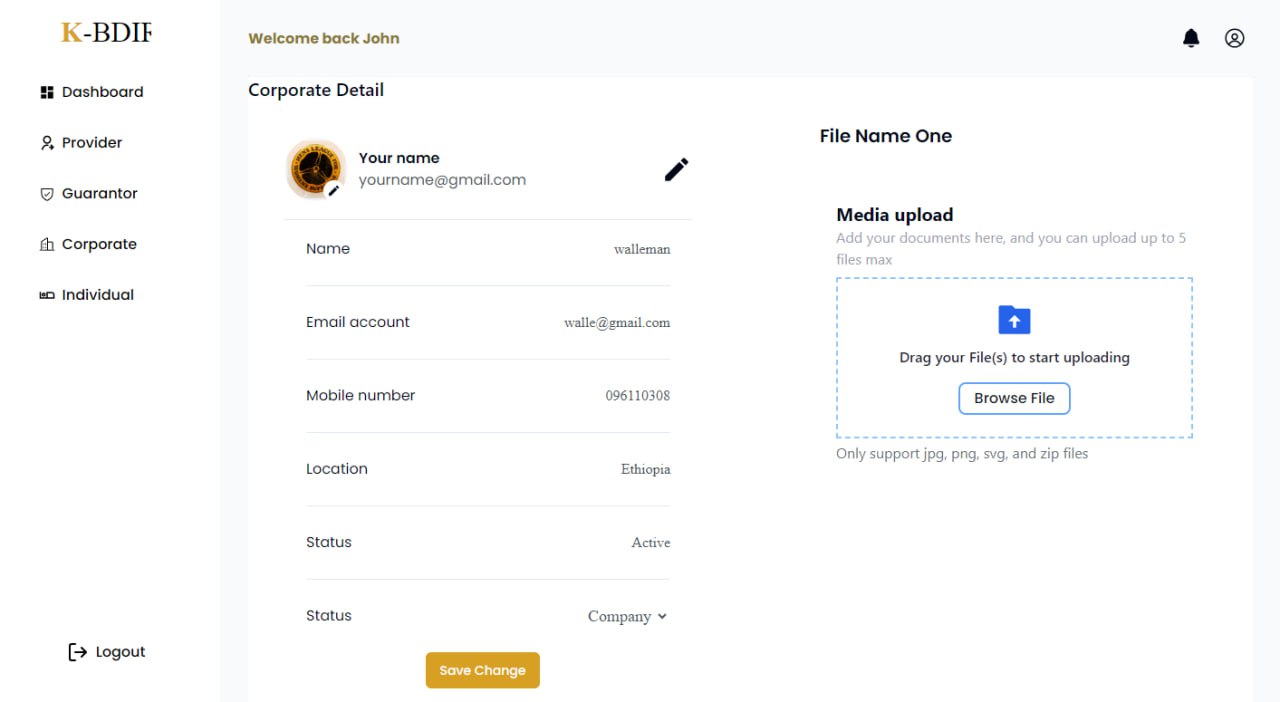 K-BDIF
Welcome back John
Dashboard
Provider
Guarantor
Corporate
Individual
Logout
Corporate Detail
Your name
yourname@gmail.com
Name
walleman
Email account
walle@gmail.com
Mobile number
096110308
Location
Ethiopia
Status
Active
Status
Company
Save Change
File Name One
Media upload
Add your documents here, and you can upload up to 5
files max
Drag your File(s) to start uploading
Browse File
Only support jpg, png, svg, and zip files